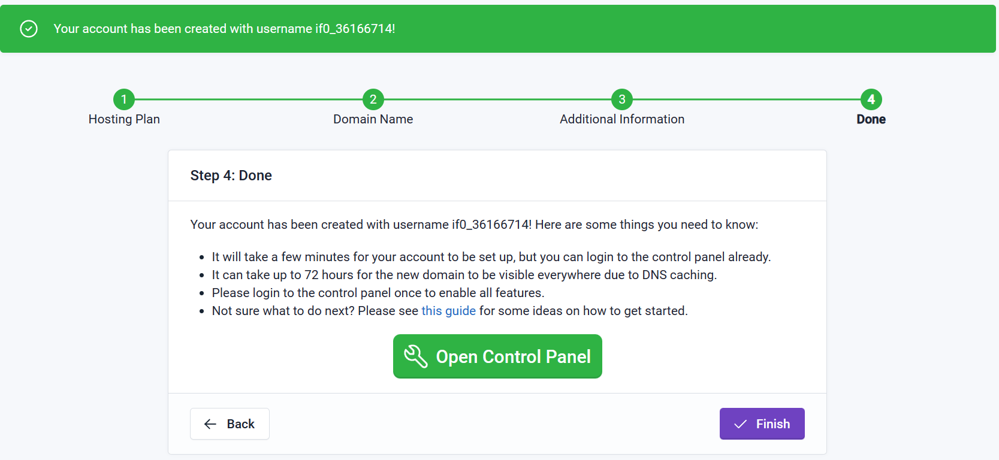 Your account has been created with username if0_36166714!
1
2
3
4
Hosting Plan
Domain Name
Additional Information
Done
Step 4: Done
Your account has been created with username if0_36166714! Here are some things you need to know:
It will take a few minutes for your account to be set up, but you can login to the control panel already.
It can take up to 72 hours for the new domain to be visible everywhere due to DNS caching.
Please login to the control panel once to enable all features.
Not sure what to do next? Please see this guide for some ideas on how to get started.
Open Control Panel
Back
Finish